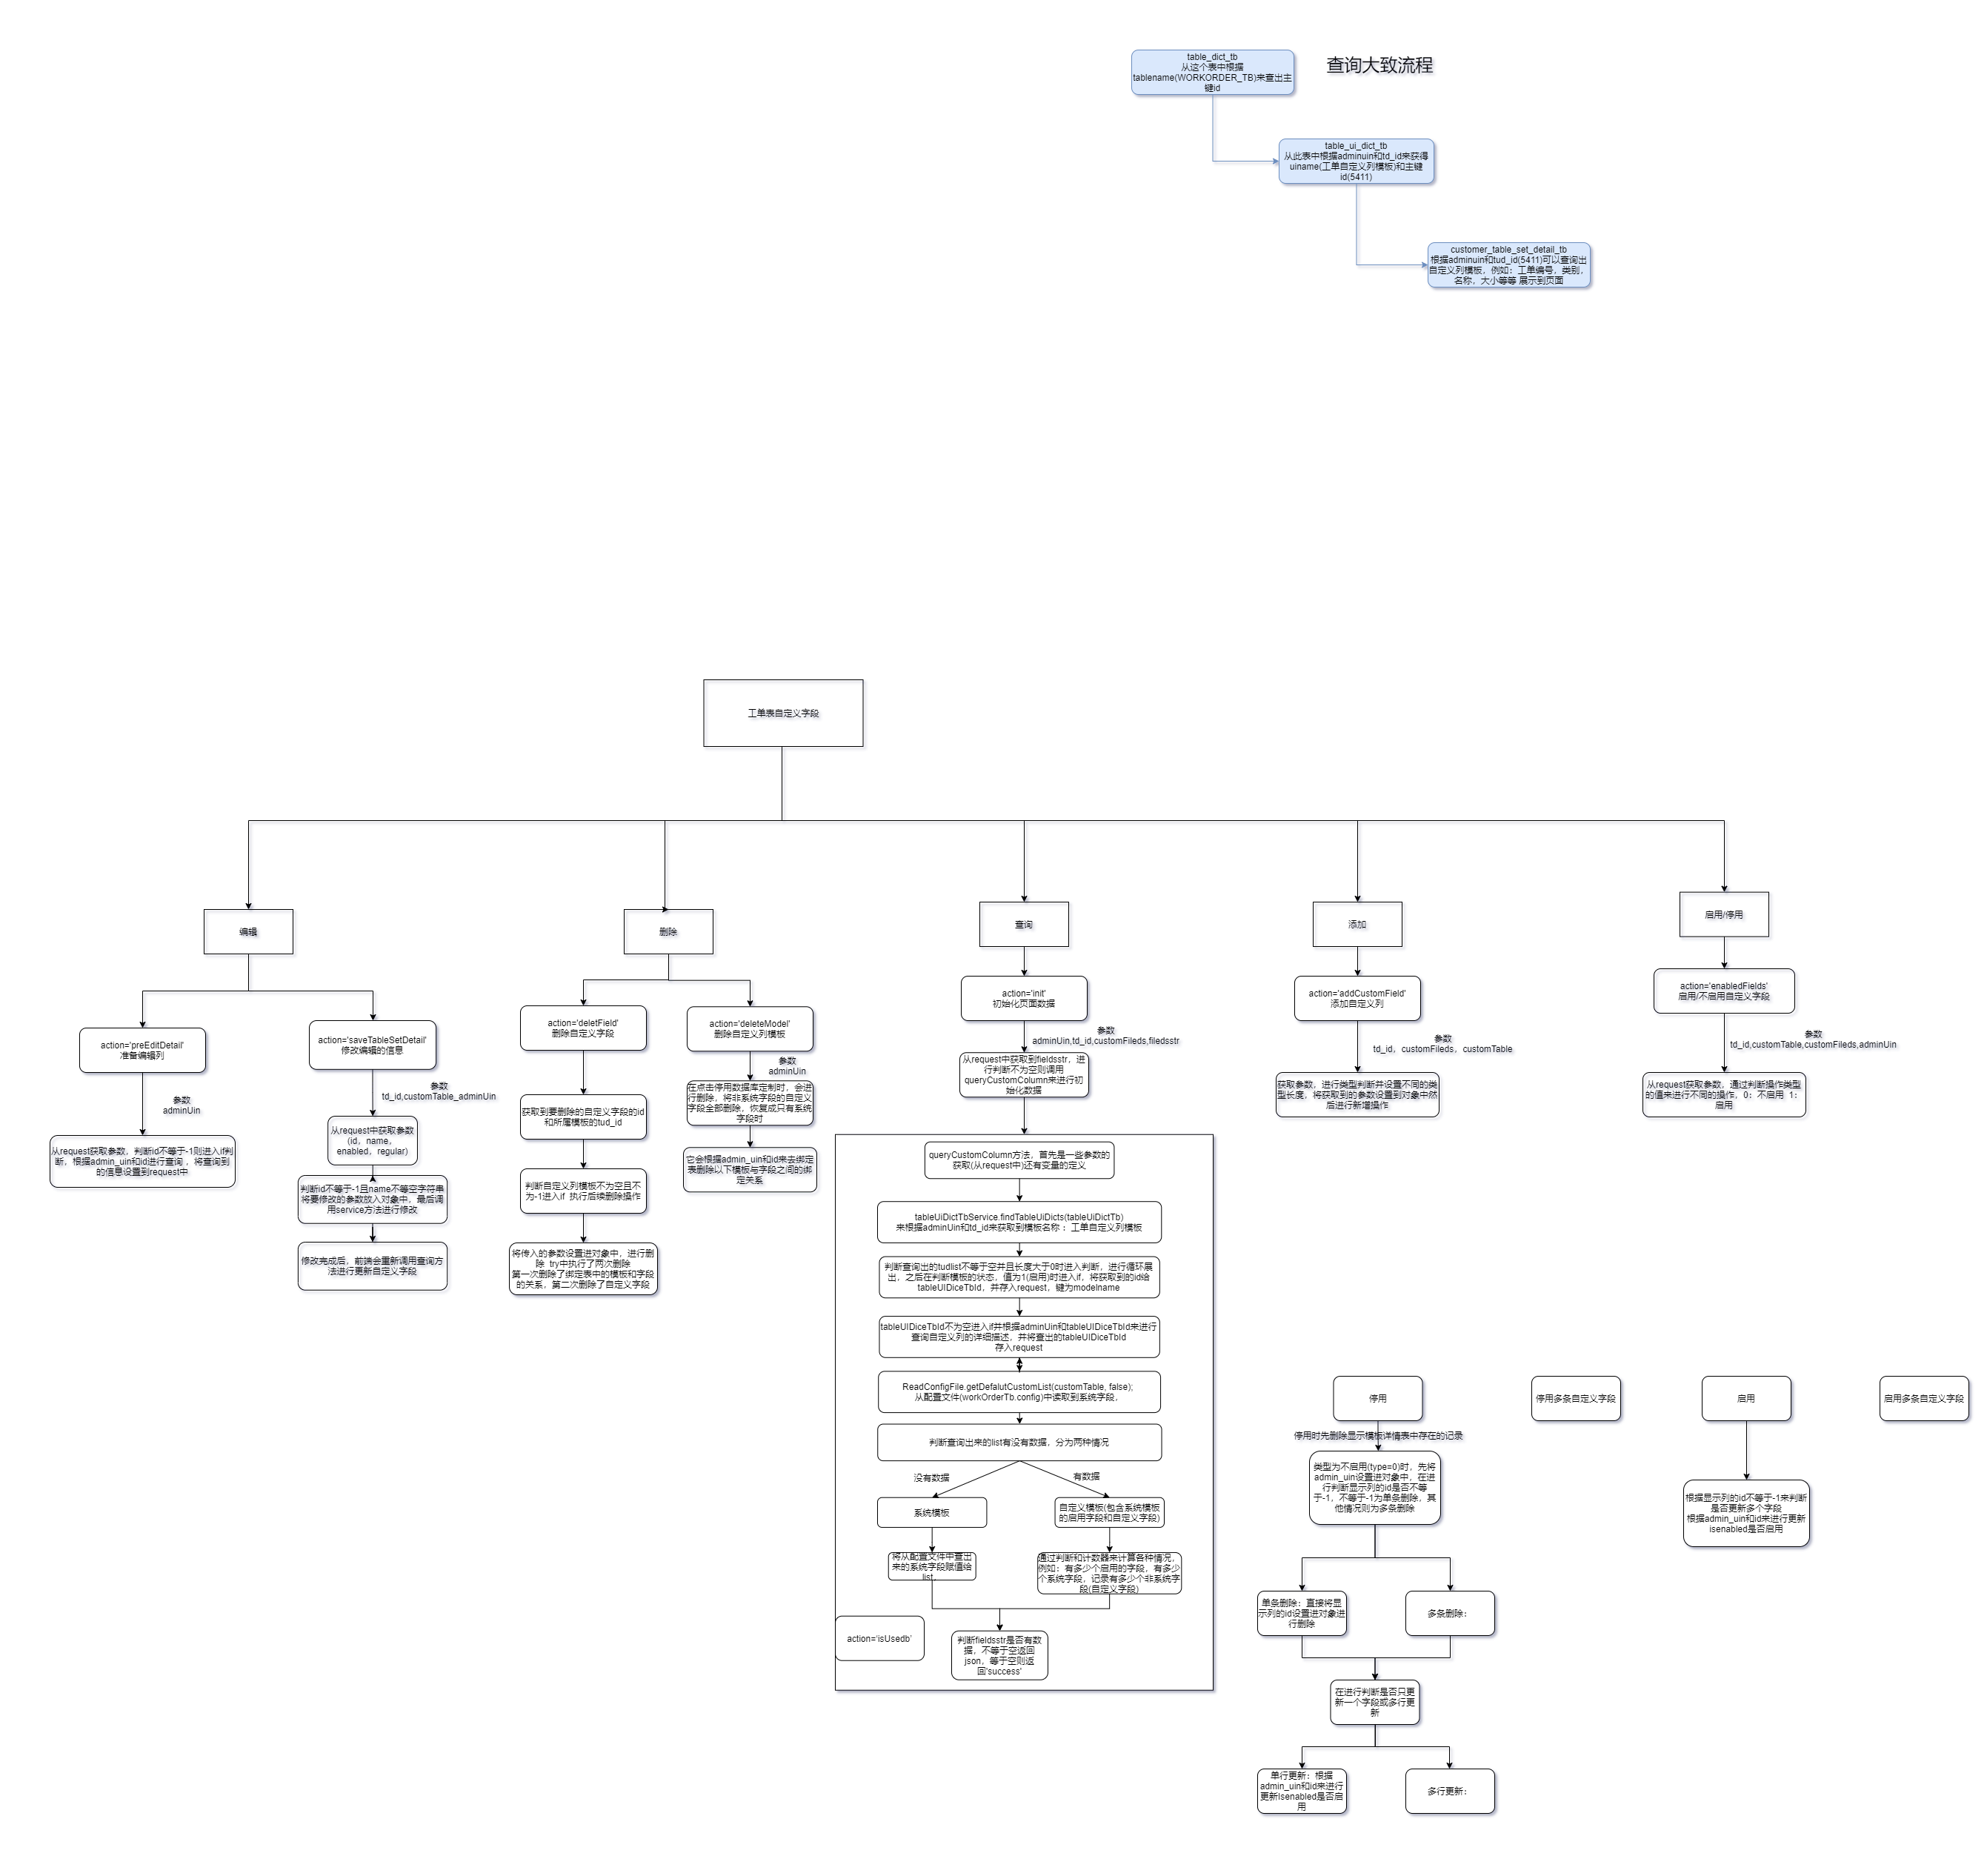 table_dict_tb
从这个表中根据
tablename(WORKORDER_TB)来查出主
键id
查询大致流程
table_ui_dict_tb
从此表中根据adminuin和td_id来获得
uiname(工单自定义列模板)和主键
id(5411)
customer_table_set_detail_tb
根据adminuin和tud_id(5411)可以查询出
自定义列模板，例如：工单编号，类别，
名称，大小等等 展示到页面
工单表自定义字段
编辑
删除
查询
添加
启用/停用
action='preEditDetail'
准备编辑列
参数
adminUin
从request获取参数，判断id不等于-1则进入if判
断，根据admin_uin和id进行查询 ，将查询到
的信息设置到request中
action='saveTableSetDetail'
修改编辑的信息
参数
td_id,customTable_adminUin
从request中获取参数
(id，name，
enabled，regular)
判断id不等于-1且name不等空字符串
将要修改的参数放入对象中，最后调
用service方法进行修改
修改完成后，前端会重新调用查询方
法进行更新自定义字段
action='deletField'
删除自定义字段
获取到要删除的自定义字段的id
和所属模板的tud_id
判断自定义列模板不为空且不
为-1进入if  执行后续删除操作
将传入的参数设置进对象中，进行删
除  try中执行了两次删除
第一次删除了绑定表中的模板和字段
的关系，第二次删除了自定义字段
action='deleteModel'
删除自定义列模板
参数
adminUin
在点击停用数据库定制时，会进
行删除，将非系统字段的自定义
字段全部删除，恢复成只有系统
字段时
它会根据admin_uin和id来去绑定
表删除以下模板与字段之间的绑
定关系
action='init'
初始化页面数据
参数
adminUin,td_id,customFileds,filedsstr
从request中获取到fieldsstr，进
行判断不为空则调用
queryCustomColumn来进行初
始化数据
queryCustomColumn方法，首先是一些参数的
获取(从request中)还有变量的定义
tableUiDictTbService.findTableUiDicts(tableUiDictTb)
来根据adminUin和td_id来获取到模板名称 ：工单自定义列模板
判断查询出的tudlist不等于空并且长度大于0时进入判断，进行循环展
出，之后在判断模板的状态，值为1(启用)时进入if，将获取到的id给
tableUIDiceTbId，并存入request，键为modelname
tableUIDiceTbId不为空进入if并根据adminUin和tableUIDiceTbId来进行
查询自定义列的详细描述，并将查出的tableUIDiceTbId
存入request
ReadConfigFile.getDefalutCustomList(customTable, false);
从配置文件(workOrderTb.config)中读取到系统字段，
判断查询出来的list有没有数据，分为两种情况
没有数据
有数据
系统模板
自定义模板(包含系统模板
的启用字段和自定义字段)
将从配置文件中查出
来的系统字段赋值给
list，
通过判断和计数器来计算各种情况，
例如：有多少个启用的字段，有多少
个系统字段，记录有多少个非系统字
段(自定义字段)
action='isUsedb'
判断fieldsstr是否有数
据，不等于空返回
json，等于空则返
回'success'
action='addCustomField'
添加自定义列
参数
td_id，customFileds，customTable
获取参数，进行类型判断并设置不同的类
型长度，将获取到的参数设置到对象中然
后进行新增操作
action='enabledFields'
启用/不启用自定义字段
参数
td_id,customTable,customFileds,adminUin
从request获取参数，通过判断操作类型
的值来进行不同的操作，0：不启用  1：
启用
停用
停用多条自定义字段
启用
启用多条自定义字段
停用时先删除显示模板详情表中存在的记录
类型为不启用(type=0)时，先将
admin_uin设置进对象中，在进
行判断显示列的id是否不等
于-1，不等于-1为单条删除，其
他情况则为多条删除
单条删除：直接将显
示列的id设置进对象进
行删除
多条删除：
在进行判断是否只更
新一个字段或多行更
新
单行更新：根据
admin_uin和id来进行
更新isenabled是否启
用
多行更新：
根据显示列的id不等于-1来判断
是否更新多个字段
根据admin_uin和id来进行更新
isenabled是否启用